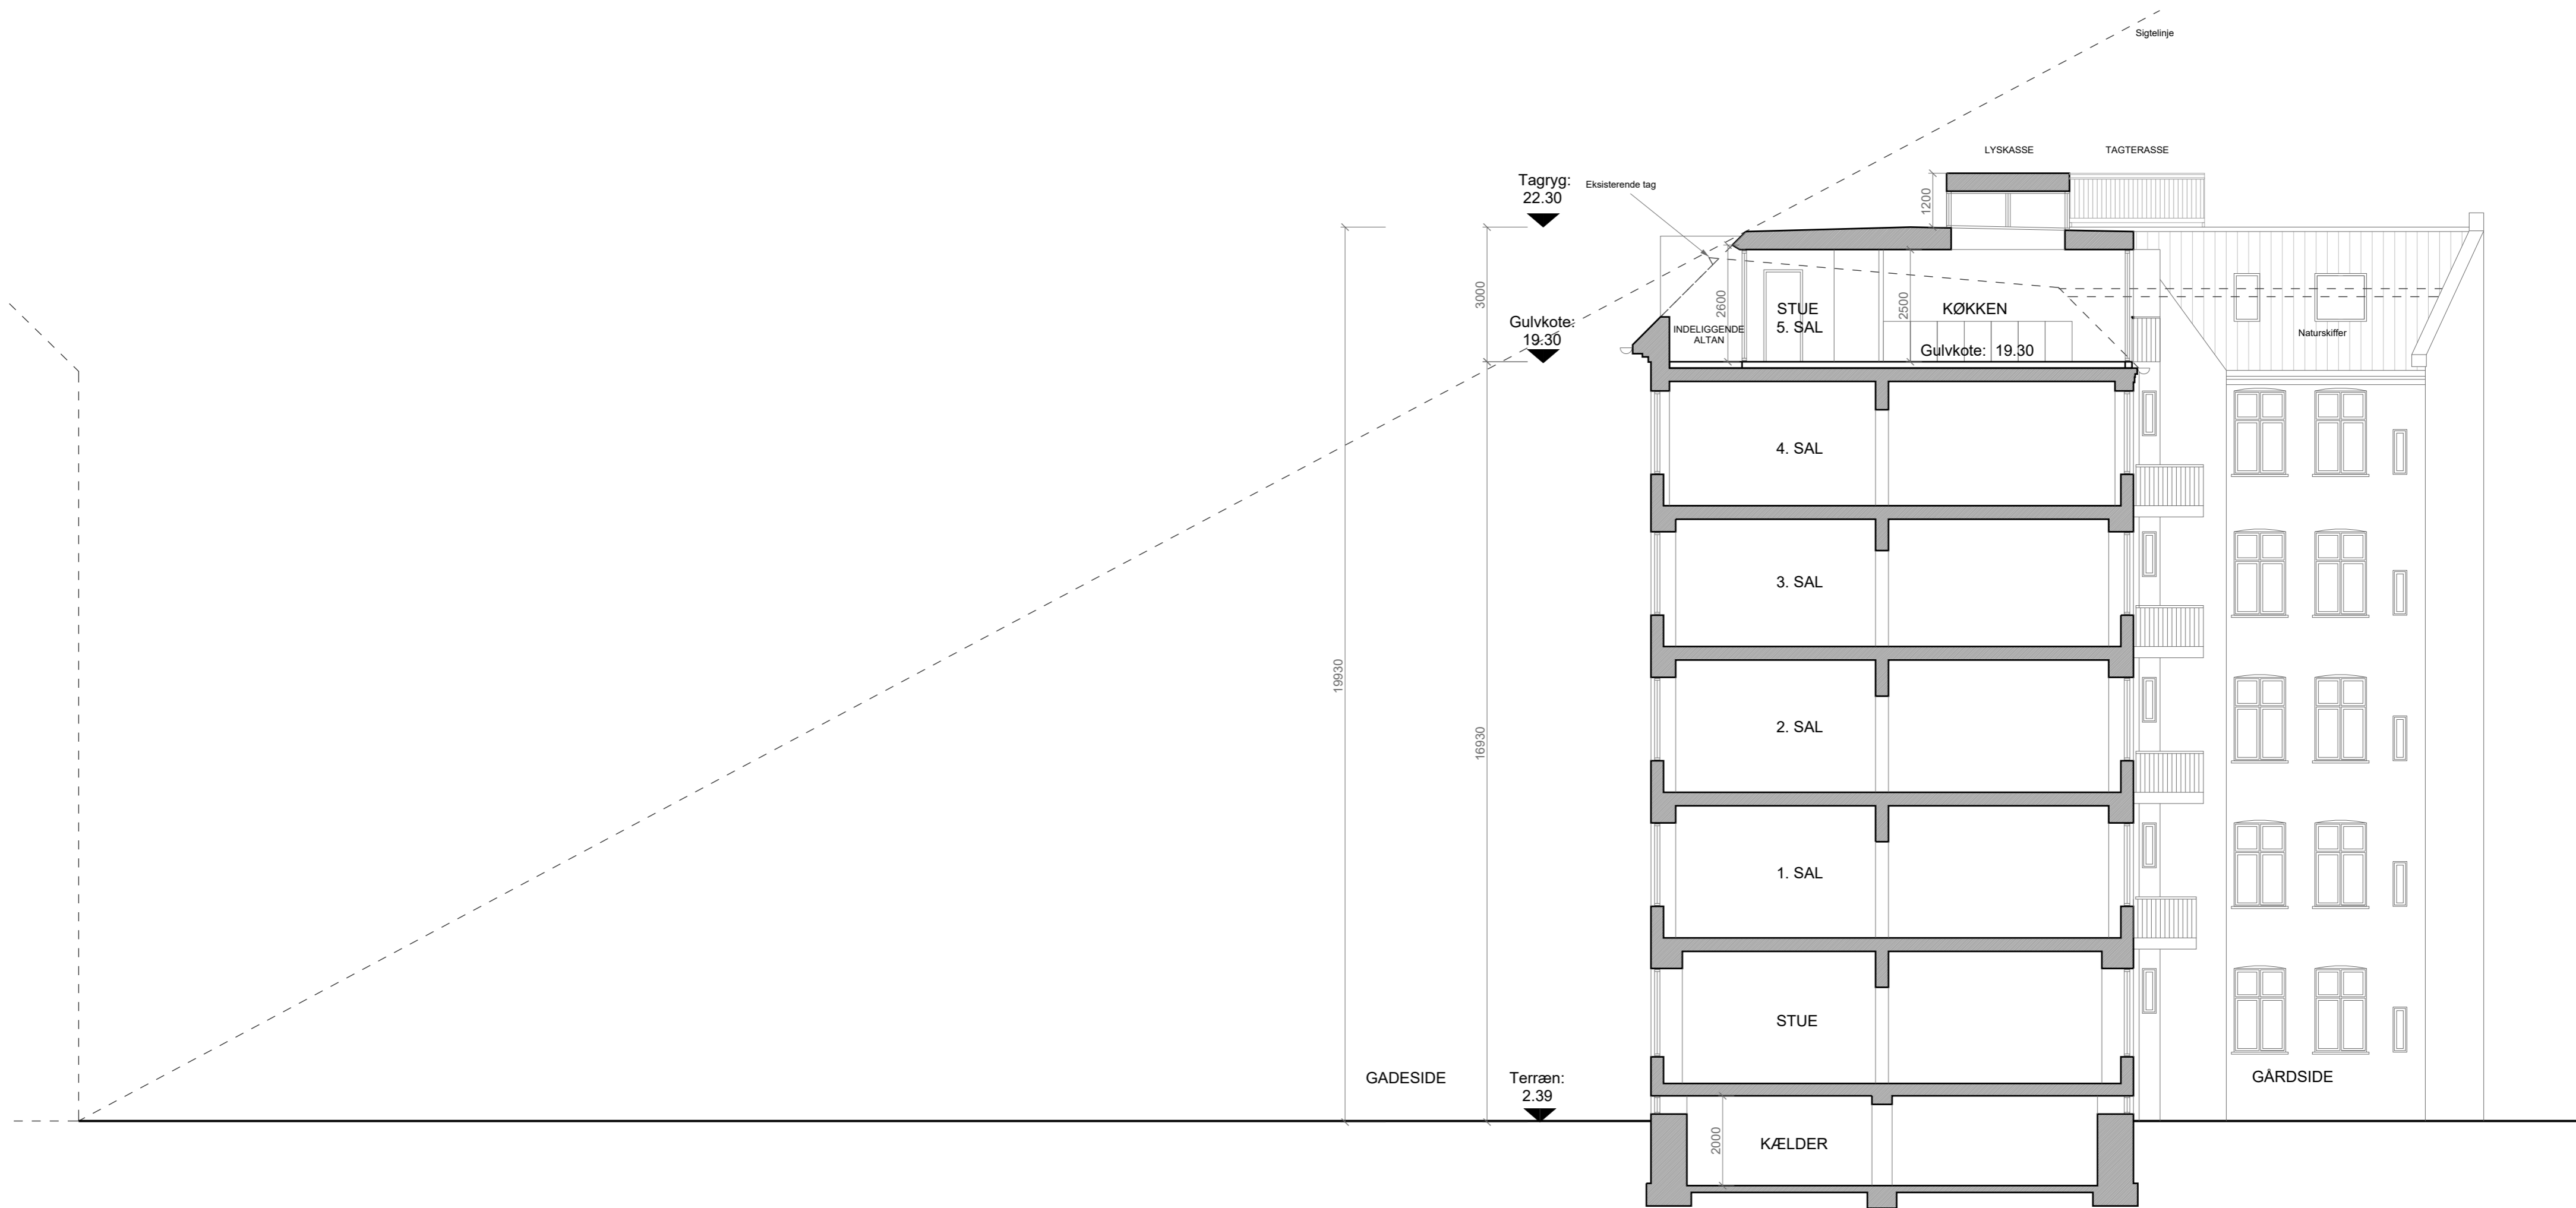 Sigtelinje
LYSKASSE
TAGTERASSE
Tagryg:
22.30
Eksisterende tag
1200
3000
2600
STUE
5. SAL
2500
KØKKEN
Gulvkote:
19.30
INDELIGGENDE
ALTAN
Gulvkote: 19.30
Naturskiffer
4. SAL
3. SAL
19930
2. SAL
16930
1. SAL
STUE
GADESIDE
Terræn:
2.39
GÅRDSIDE
2000
KÆLDER